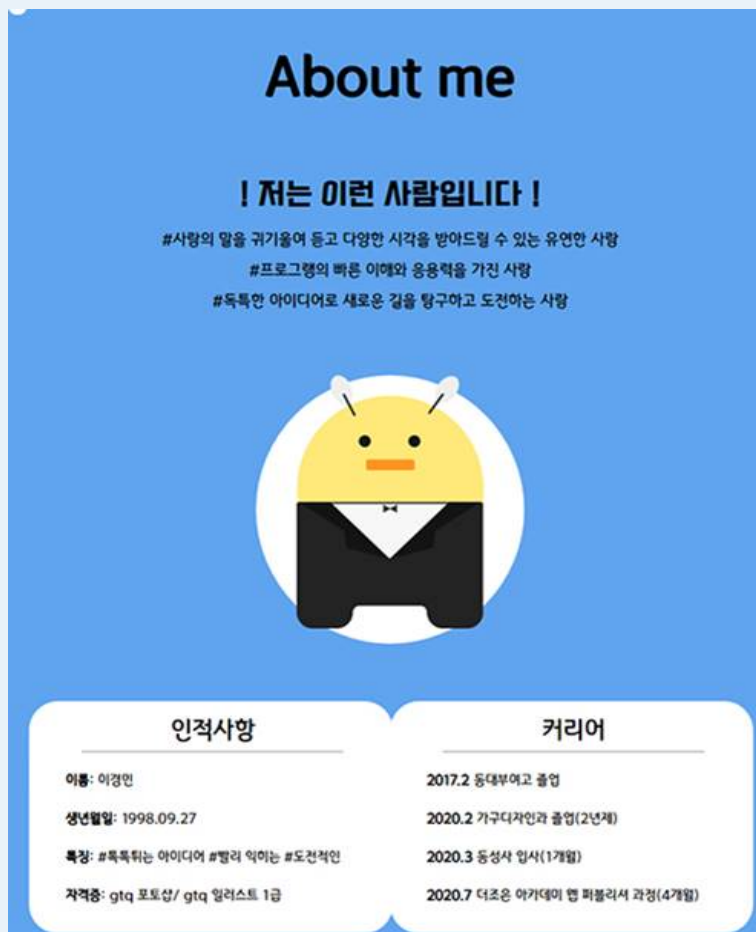 About me
! 저는 이런 사람입니다 !
#사람의 말을 귀기울여 듣고 다양한 시각을 받아드릴 수 있는 유연한 사람
#프로그램의 빠른 이해와 응용력을 가진 사람
#독특한 아이디어로 새로운 길을 탐구하고 도전하는 사람
인적사항
이름: 이경민
생년월일: 1998.09.27
특징: #톡톡튀는 아이디어 #빨리 익히는 #도전적인
자격증: gtq 포토샵/ gtq 일러스트 1급
커리어
2017.2 동대부여고 졸업
2020.2 가구디자인과 졸업(2년제)
2020.3 동성사 입사(1개월)
2020.7 더조은 아카데미 웹 퍼블리셔 과정(4개월)